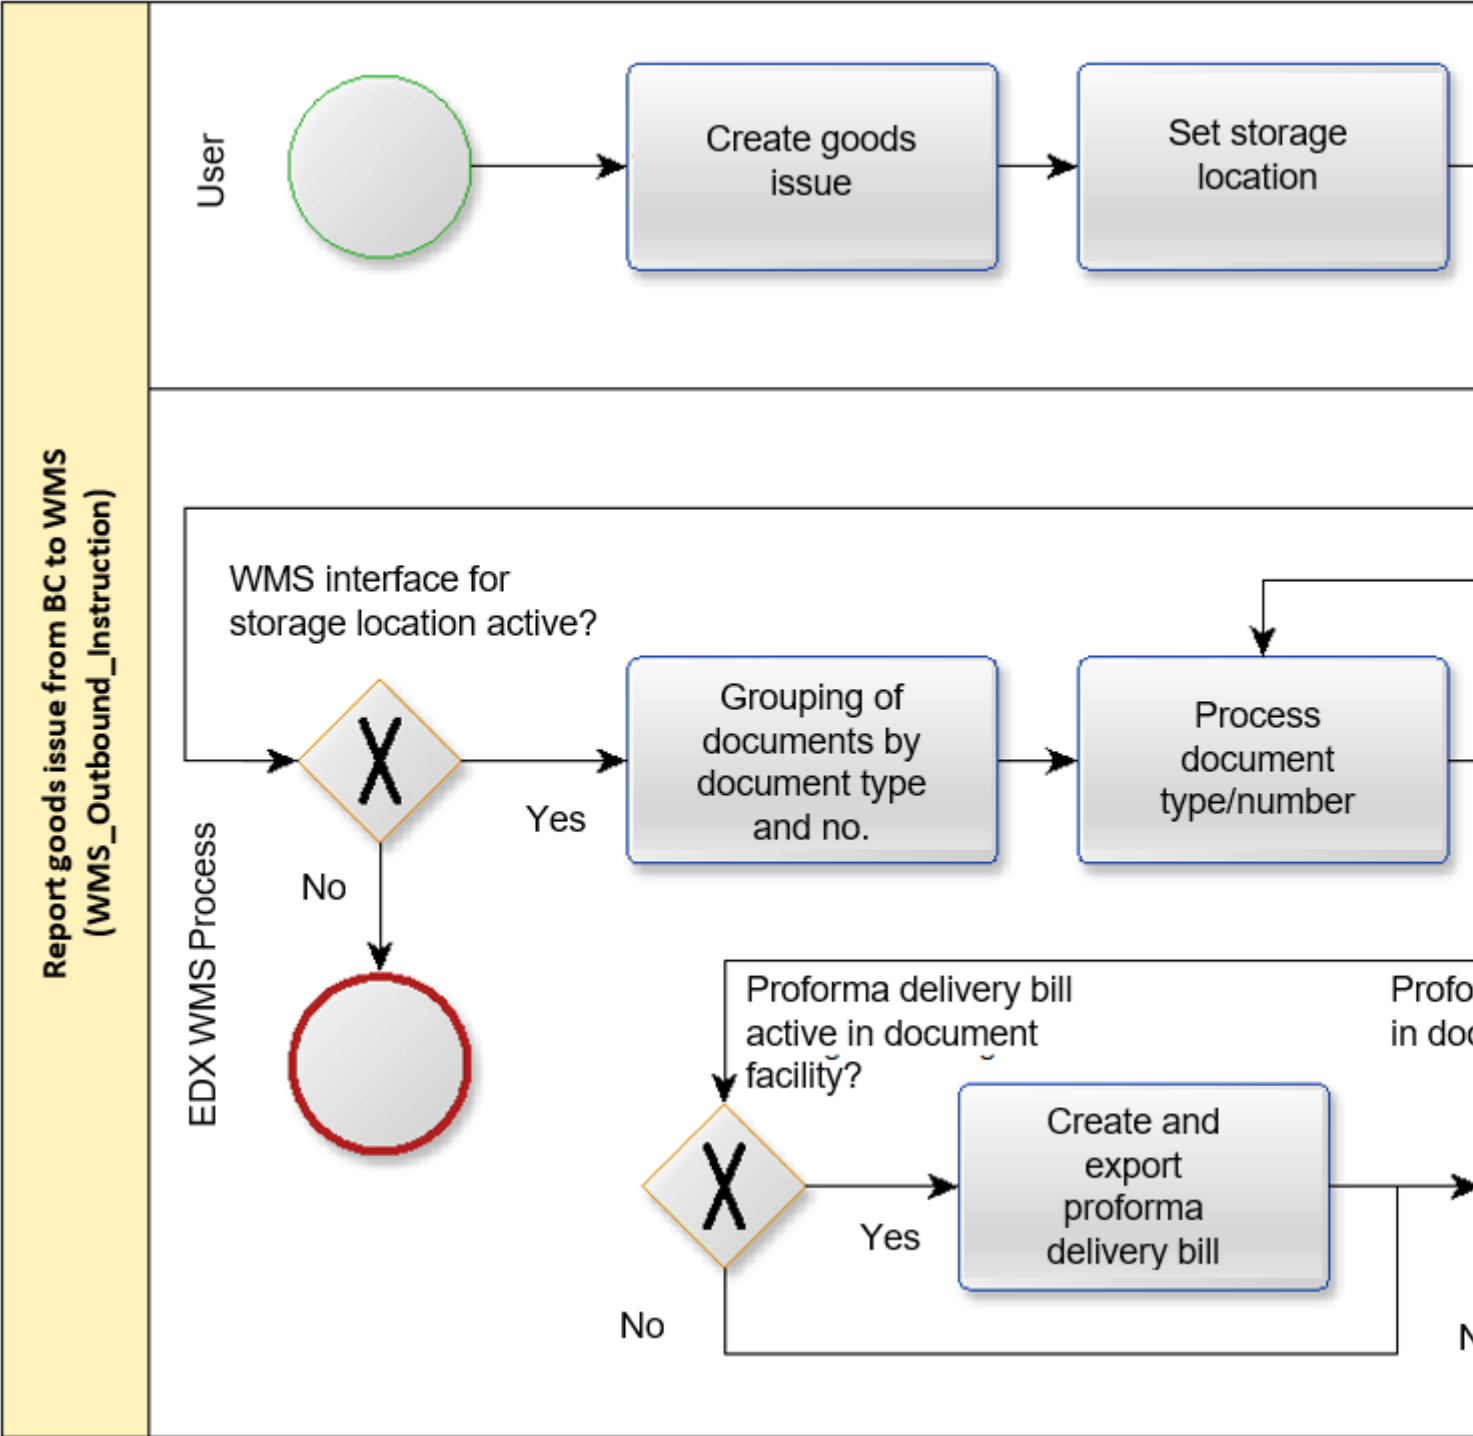 Report goods issue from BC to WMS
(WMS_Outbound_Instruction)
User
Create goods
issue
Set storage
location
EDX WMS Process
WMS interface for
storage location active?
Yes
No
Grouping of
documents by
document type
and no.
Process
document
type/number
Proforma delivery bill
active in document
facility?
Yes
No
Create and
export
proforma
delivery bill
in